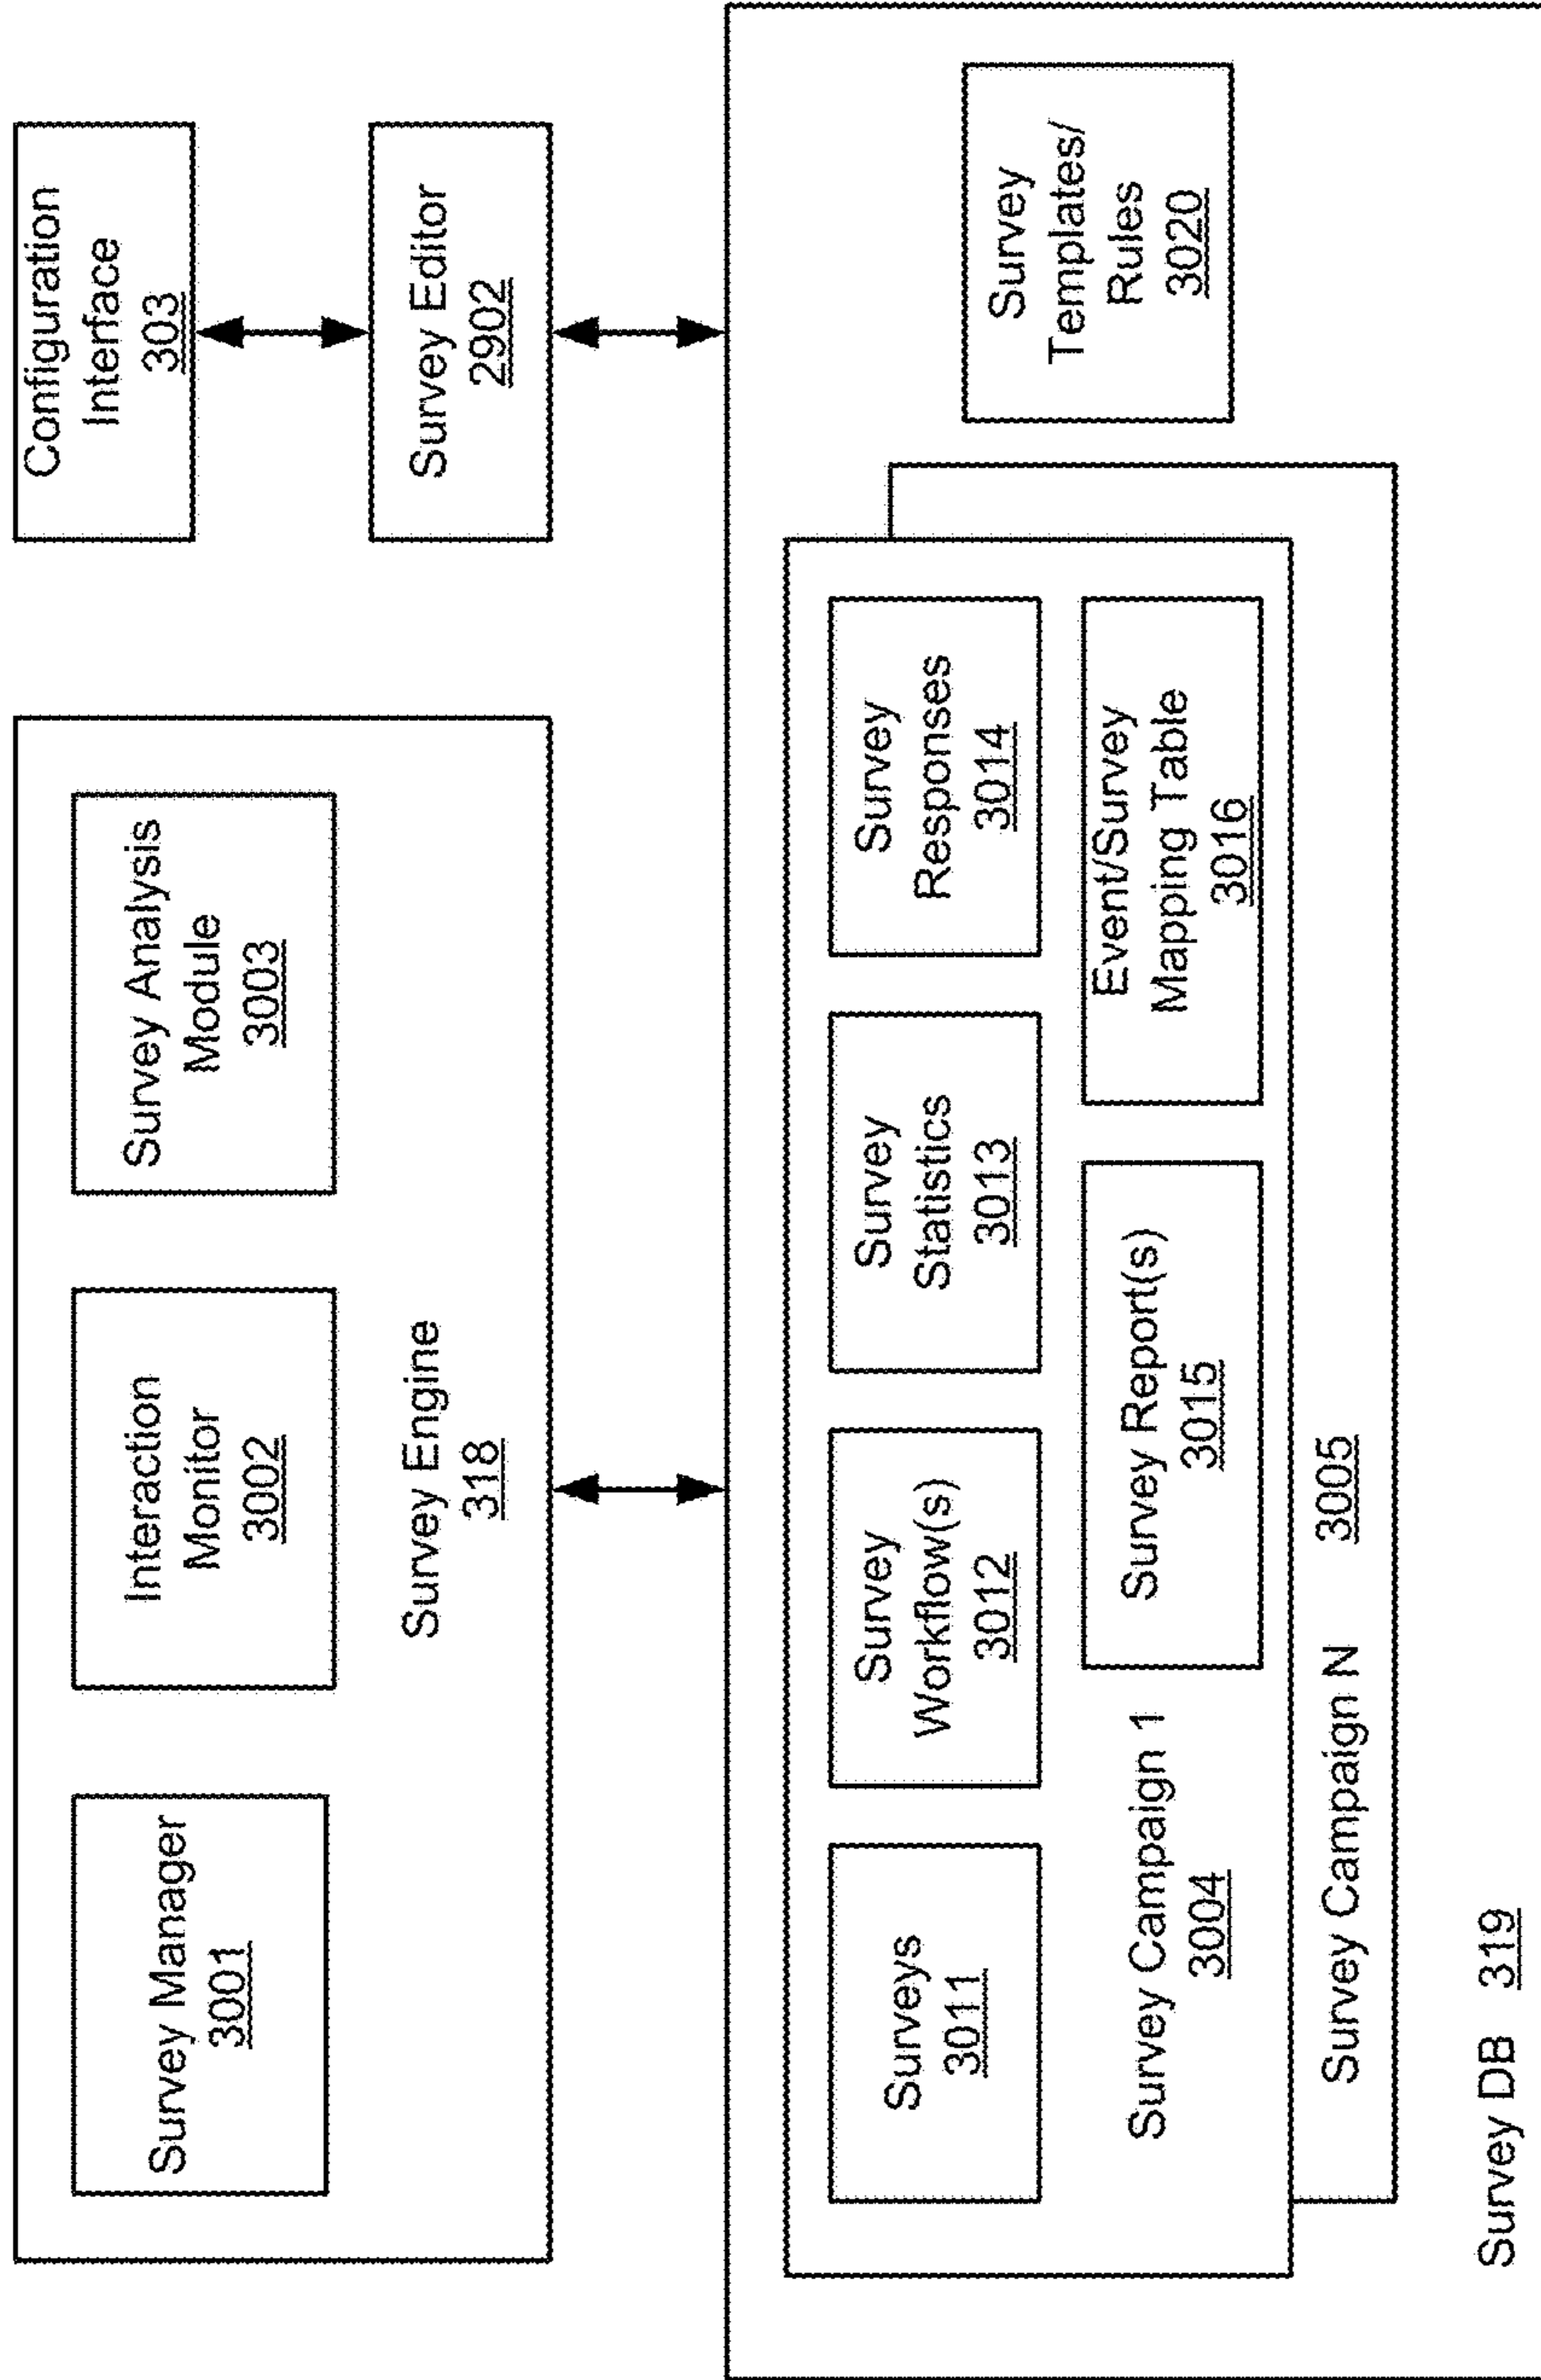 Survey Manager
3001
Interaction
Monitor
3002
Survey Analysis
Module
3003
Survey Engine
318
Configuration
Interface
303
Survey Editor
2902
Surveys
3011
Survey
Workflow(s)
3012
Survey
Statistics
3013
Survey
Responses
3014
Survey Campaign 1
3004
Survey Report(s)
3015
Event/Survey
Mapping Table
3016
Survey Campaign N 3005
Survey
Templates/
Rules
3020
Survey DB 319